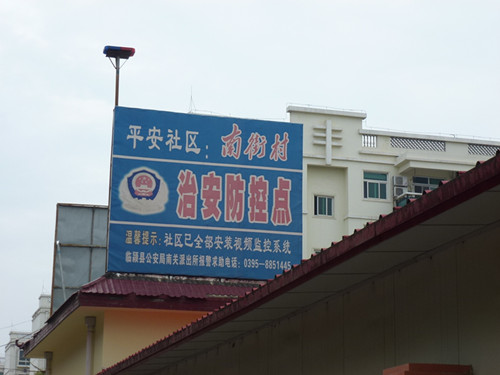 平安社区：南街村
治安防控点
温馨提示：社区已全部安装视频监控系统
临颍县公安局南关派出所报警求助电话：0395-8851445